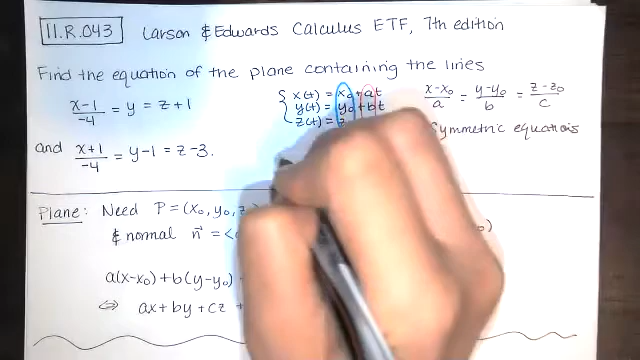 11.R.043 Larson & Edwards Calculus ETF, 7th edition
Find the equation of the plane containing the lines
(x-1)/-4 = y = z+1
x(t) = x₀ + at
y(t) = y₀ + bt
z(t) = z
(x-x₀)/a = (y-y₀)/b = (z-z₀)/c
Symmetric equations
and (x+1)/-4 = y-1 = z-3.
Plane: Need P = (x₀, y₀, z
& normal n⃗ = <
a(x-x₀) + b(y-y₀)
⇔ ax + by + cz +